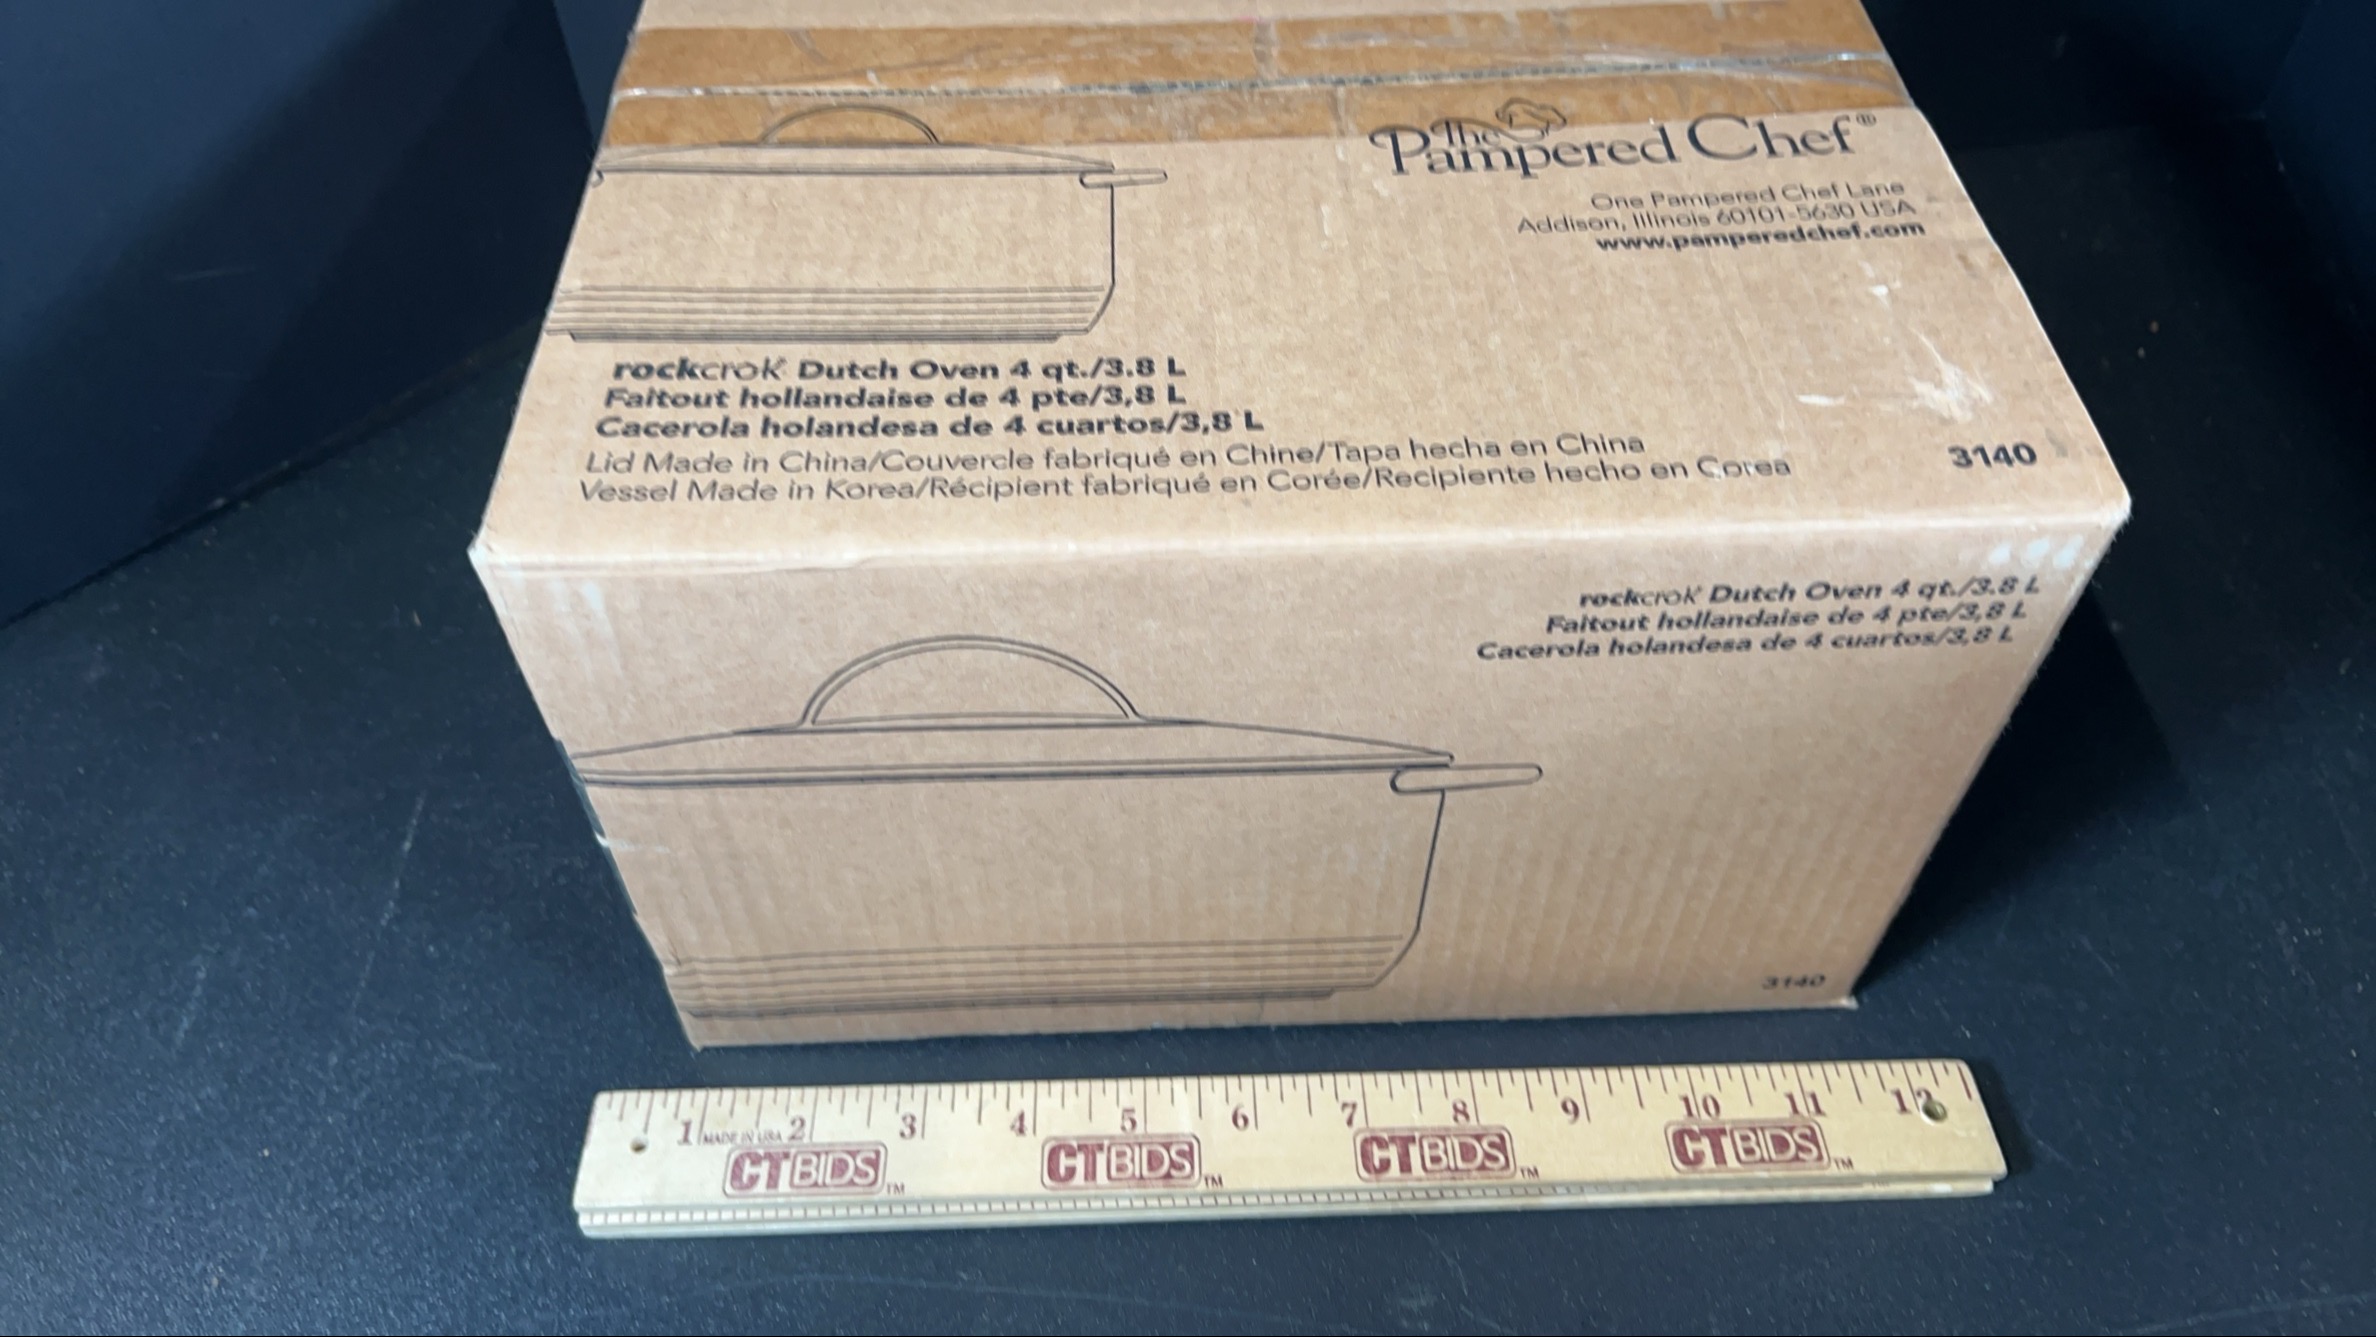 The
Pampered Chef®
One Pampered Chef Lane
Addison, Illinois 60101-5630 USA
www.pamperedchef.com
rockcrok Dutch Oven 4 qt./3.8 L
Faitout hollandaise de 4 pte/3,8 L
Cacerola holandesa de 4 cuartos/3,8 L
Lid Made in China/Couvercle fabriqué en Chine/Tapa hecha en China
Vessel Made in Korea/Récipient fabriqué en Corée/Recipiente hecho en Corea
3140
rockcrok Dutch Oven 4 qt./3.8 L
Faitout hollandaise de 4 pte/3,8 L
Cacerola holandesa de 4 cuartos/3,8 L
3140
1 MADE IN USA 2 3 4 5 6 7 8 9 10 11 12
CTBIDS™ CTBIDS™ CTBIDS™ CTBIDS™